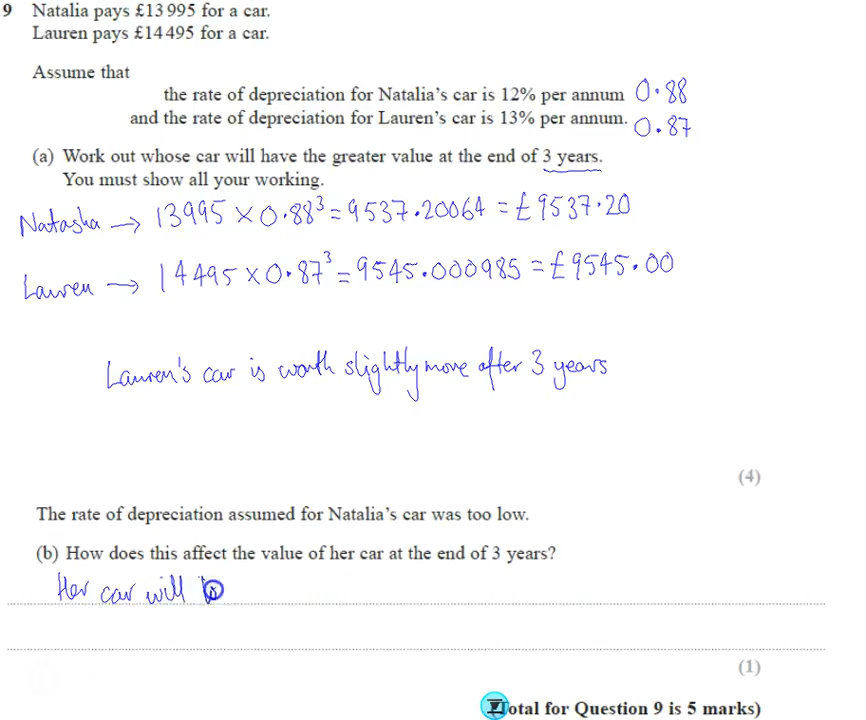 9 Natalia pays £13 995 for a car.
Lauren pays £14 495 for a car.
Assume that
the rate of depreciation for Natalia's car is 12% per annum 0.88
and the rate of depreciation for Lauren's car is 13% per annum. 0.87
(a) Work out whose car will have the greater value at the end of 3 years.
You must show all your working.
Natasha → 13995 × 0.88³ = 9537.20064 = £9537.20
Lauren → 14495 × 0.87³ = 9545.000985 = £9545.00
Lauren's car is worth slightly more after 3 years
(4)
The rate of depreciation assumed for Natalia's car was too low.
(b) How does this affect the value of her car at the end of 3 years?
Her car will
(1)
Total for Question 9 is 5 marks)